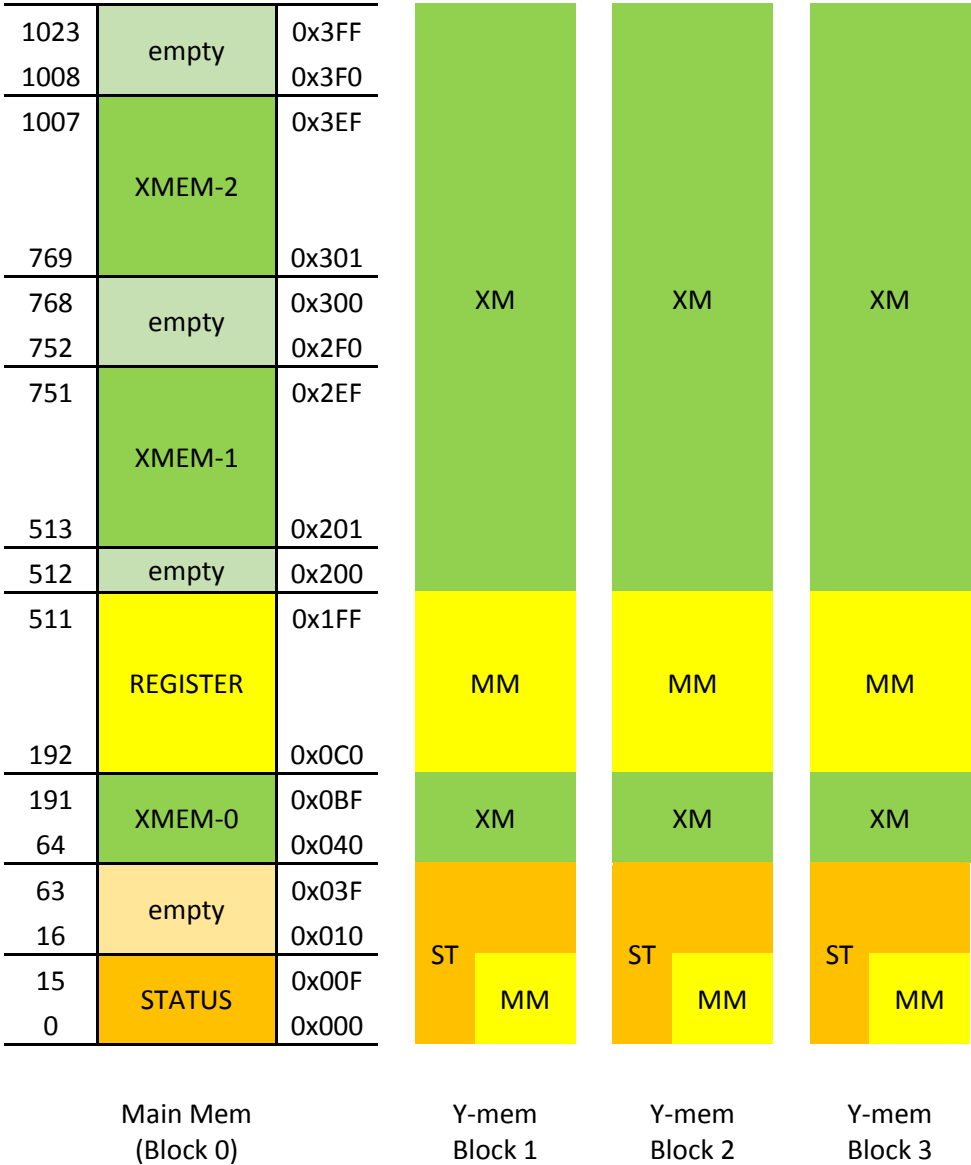 1023 empty 0x3FF
1008 0x3F0
1007 0x3EF
XMEM-2
769 0x301
768 empty 0x300 XM XM XM
752 0x2F0
751 0x2EF
XMEM-1
513 0x201
512 empty 0x200
511 0x1FF
REGISTER MM MM MM
192 0x0C0
191 XMEM-0 0x0BF XM XM XM
64 0x040
63 empty 0x03F
16 0x010
ST ST ST
15 STATUS 0x00F MM MM MM
0 0x000
Main Mem Y-mem Y-mem Y-mem
(Block 0) Block 1 Block 2 Block 3